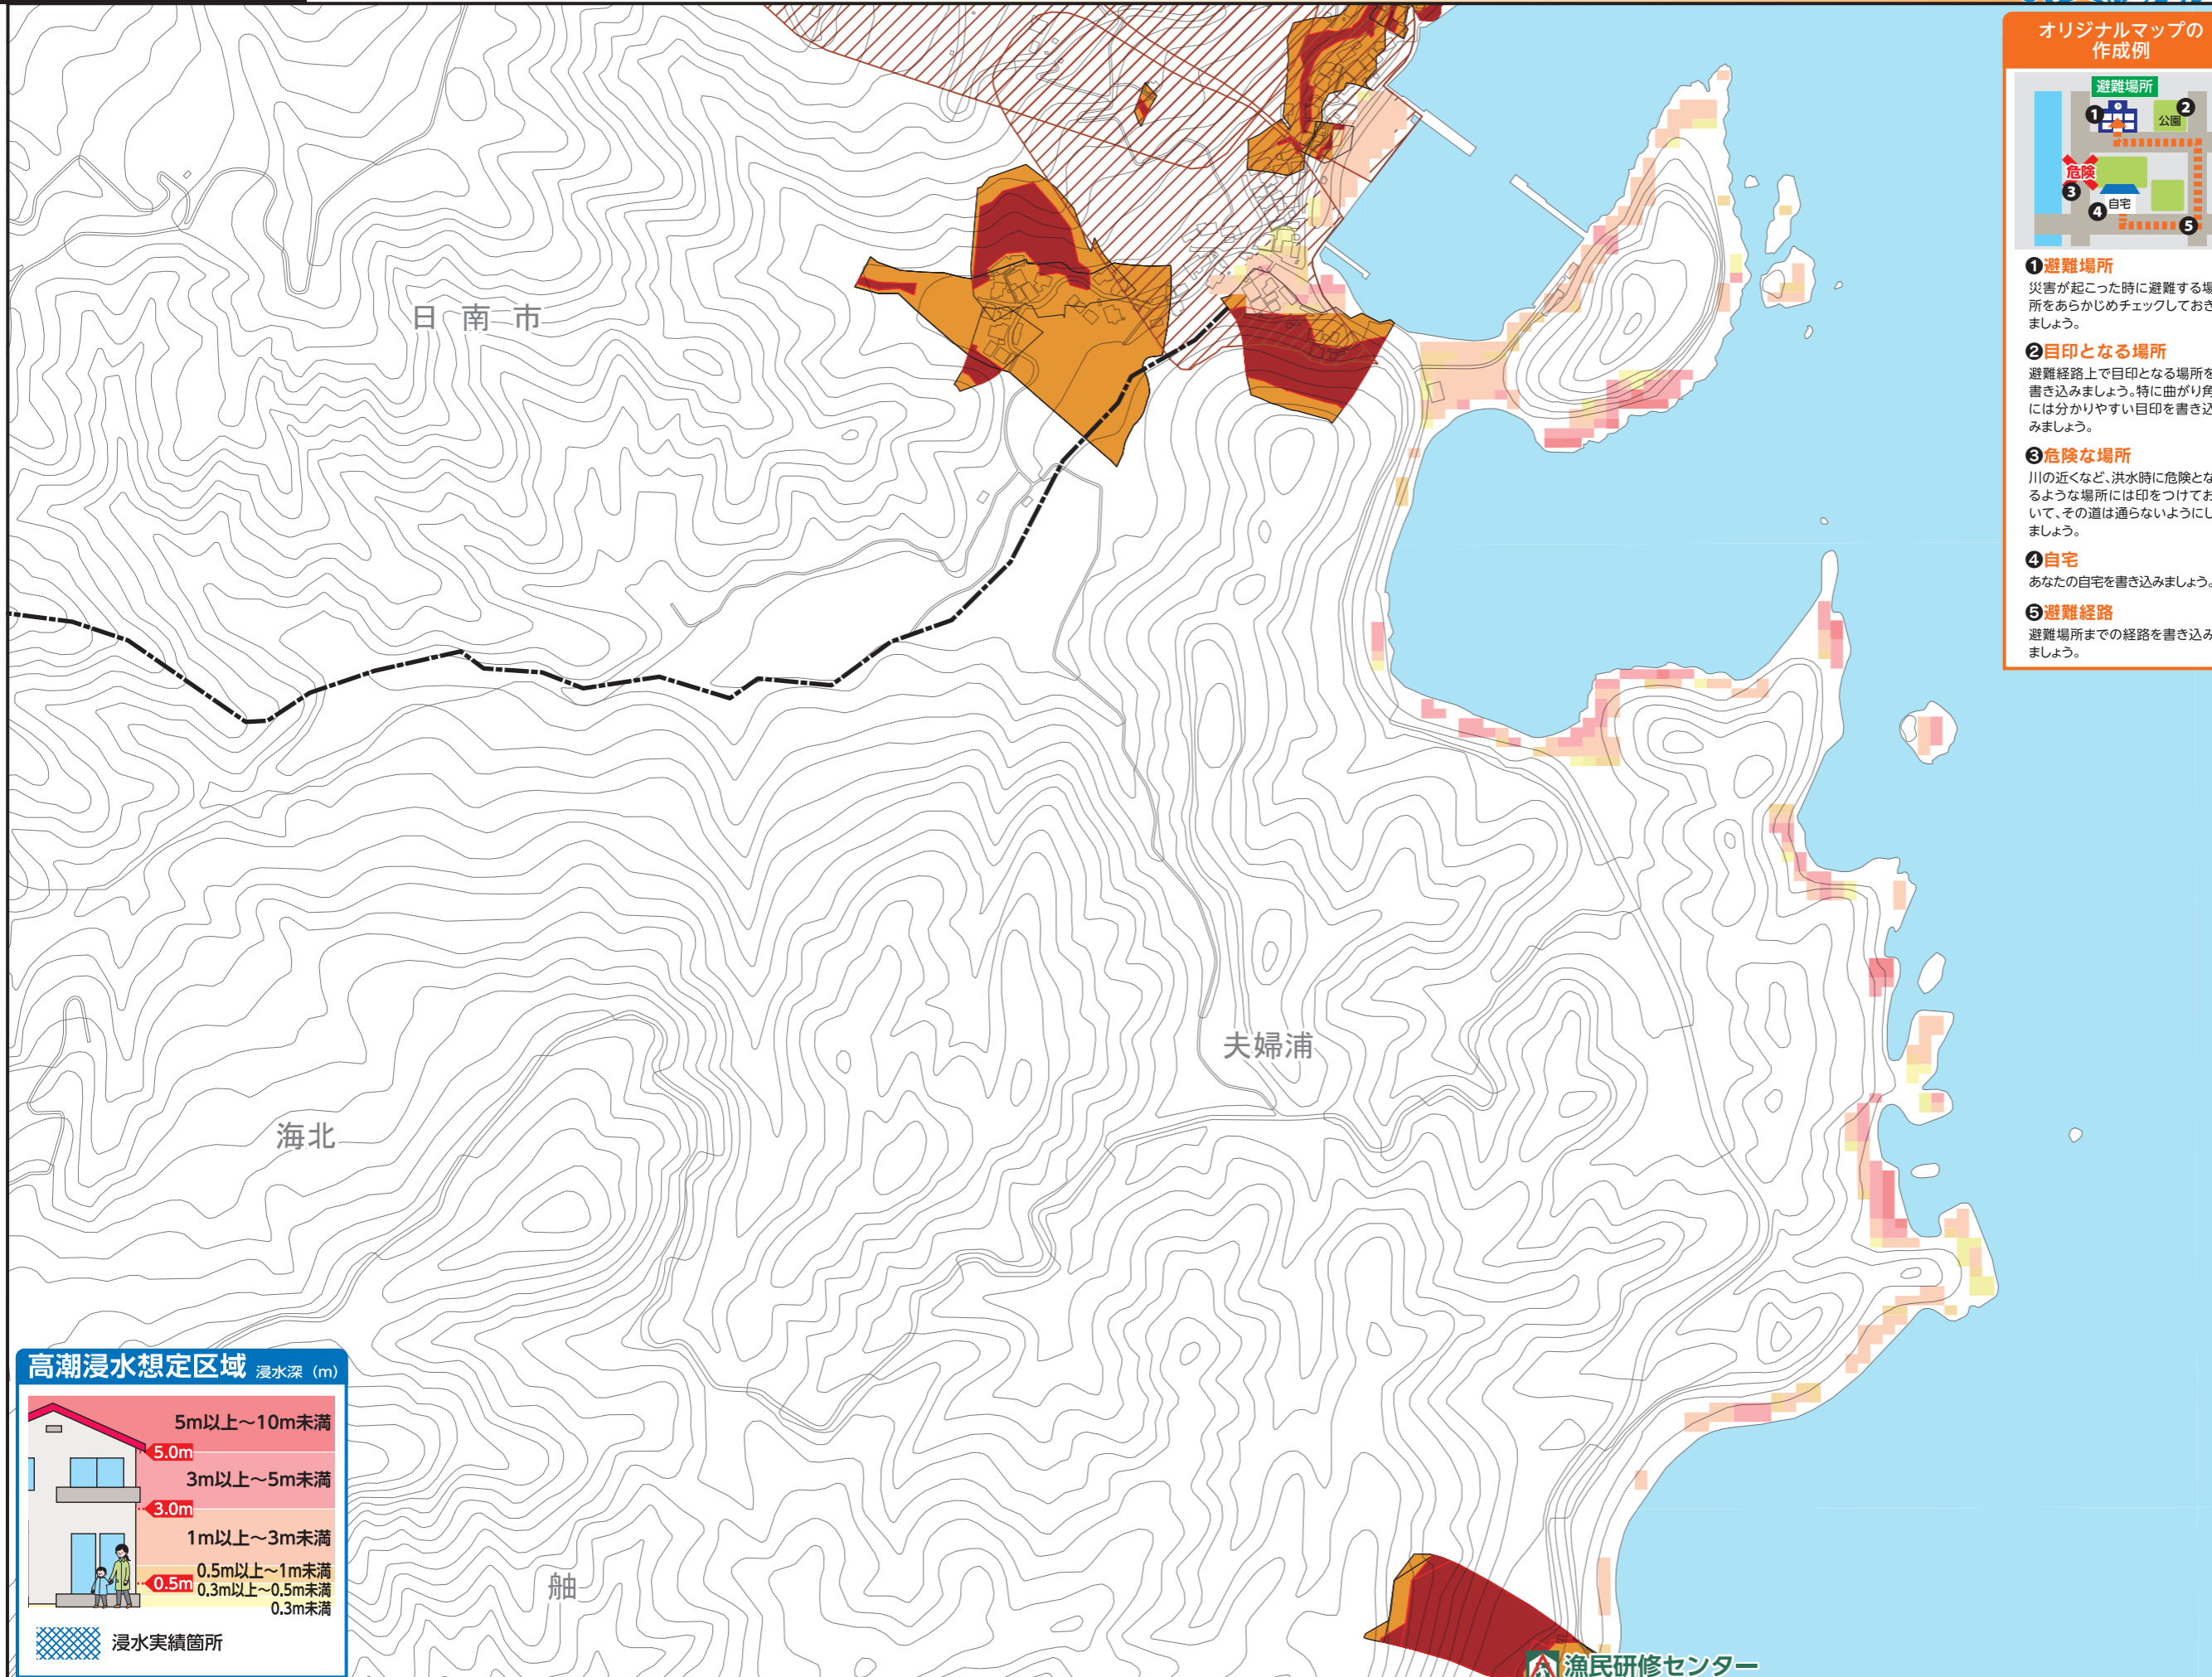 オリジナルマップの
作成例
避難場所
❶
❷
公園
危険
❸
自宅
❹
❺
❶避難場所
災害が起こった時に避難する場
所をあらかじめチェックしておき
ましょう。
❷目印となる場所
避難経路上で目印となる場所を
書き込みましょう。特に曲がり角
には分かりやすい目印を書き込
みましょう。
❸危険な場所
川の近くなど、洪水時に危険とな
るような場所には印をつけてお
いて、その道は通らないようにし
ましょう。
❹自宅
あなたの自宅を書き込みましょう。
❺避難経路
避難場所までの経路を書き込み
ましょう。
日南市
夫婦浦
海北
舳
漁民研修センター
高潮浸水想定区域 浸水深 (m)
5m以上〜10m未満
5.0m
3m以上〜5m未満
3.0m
1m以上〜3m未満
0.5m以上〜1m未満
0.5m
0.3m以上〜0.5m未満
0.3m未満
浸水実績箇所